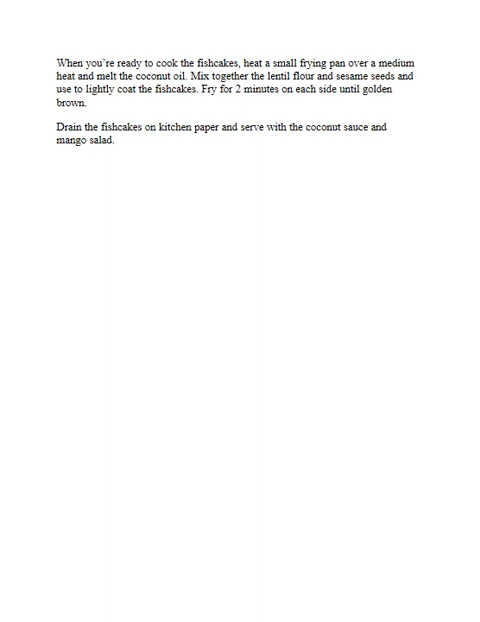 When you’re ready to cook the fishcakes, heat a small frying pan over a medium
heat and melt the coconut oil. Mix together the lentil flour and sesame seeds and
use to lightly coat the fishcakes. Fry for 2 minutes on each side until golden
brown.
Drain the fishcakes on kitchen paper and serve with the coconut sauce and
mango salad.